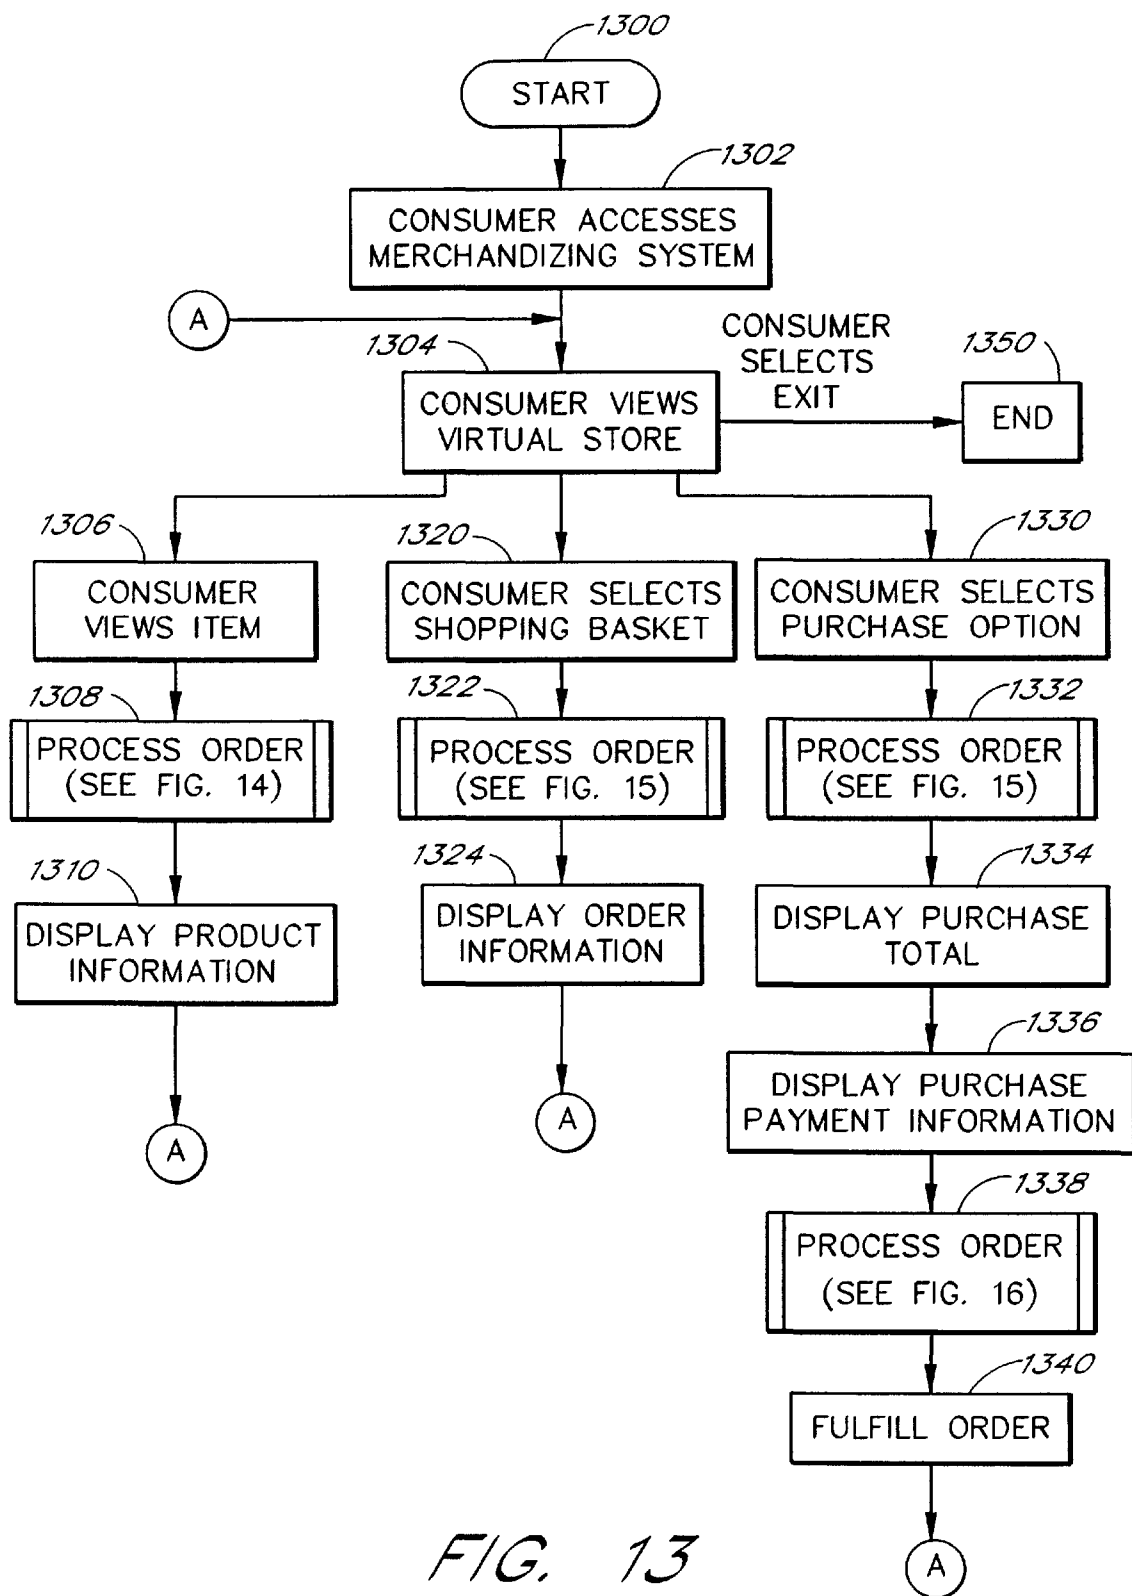 1300
START
1302
CONSUMER ACCESSES
MERCHANDIZING SYSTEM
A
1304
CONSUMER VIEWS
VIRTUAL STORE
CONSUMER
SELECTS
EXIT
1350
END
1306
CONSUMER
VIEWS ITEM
1308
PROCESS ORDER
(SEE FIG. 14)
1310
DISPLAY PRODUCT
INFORMATION
A
1320
CONSUMER SELECTS
SHOPPING BASKET
1322
PROCESS ORDER
(SEE FIG. 15)
1324
DISPLAY ORDER
INFORMATION
A
1330
CONSUMER SELECTS
PURCHASE OPTION
1332
PROCESS ORDER
(SEE FIG. 15)
1334
DISPLAY PURCHASE
TOTAL
1336
DISPLAY PURCHASE
PAYMENT INFORMATION
1338
PROCESS ORDER
(SEE FIG. 16)
1340
FULFILL ORDER
A
FIG. 13